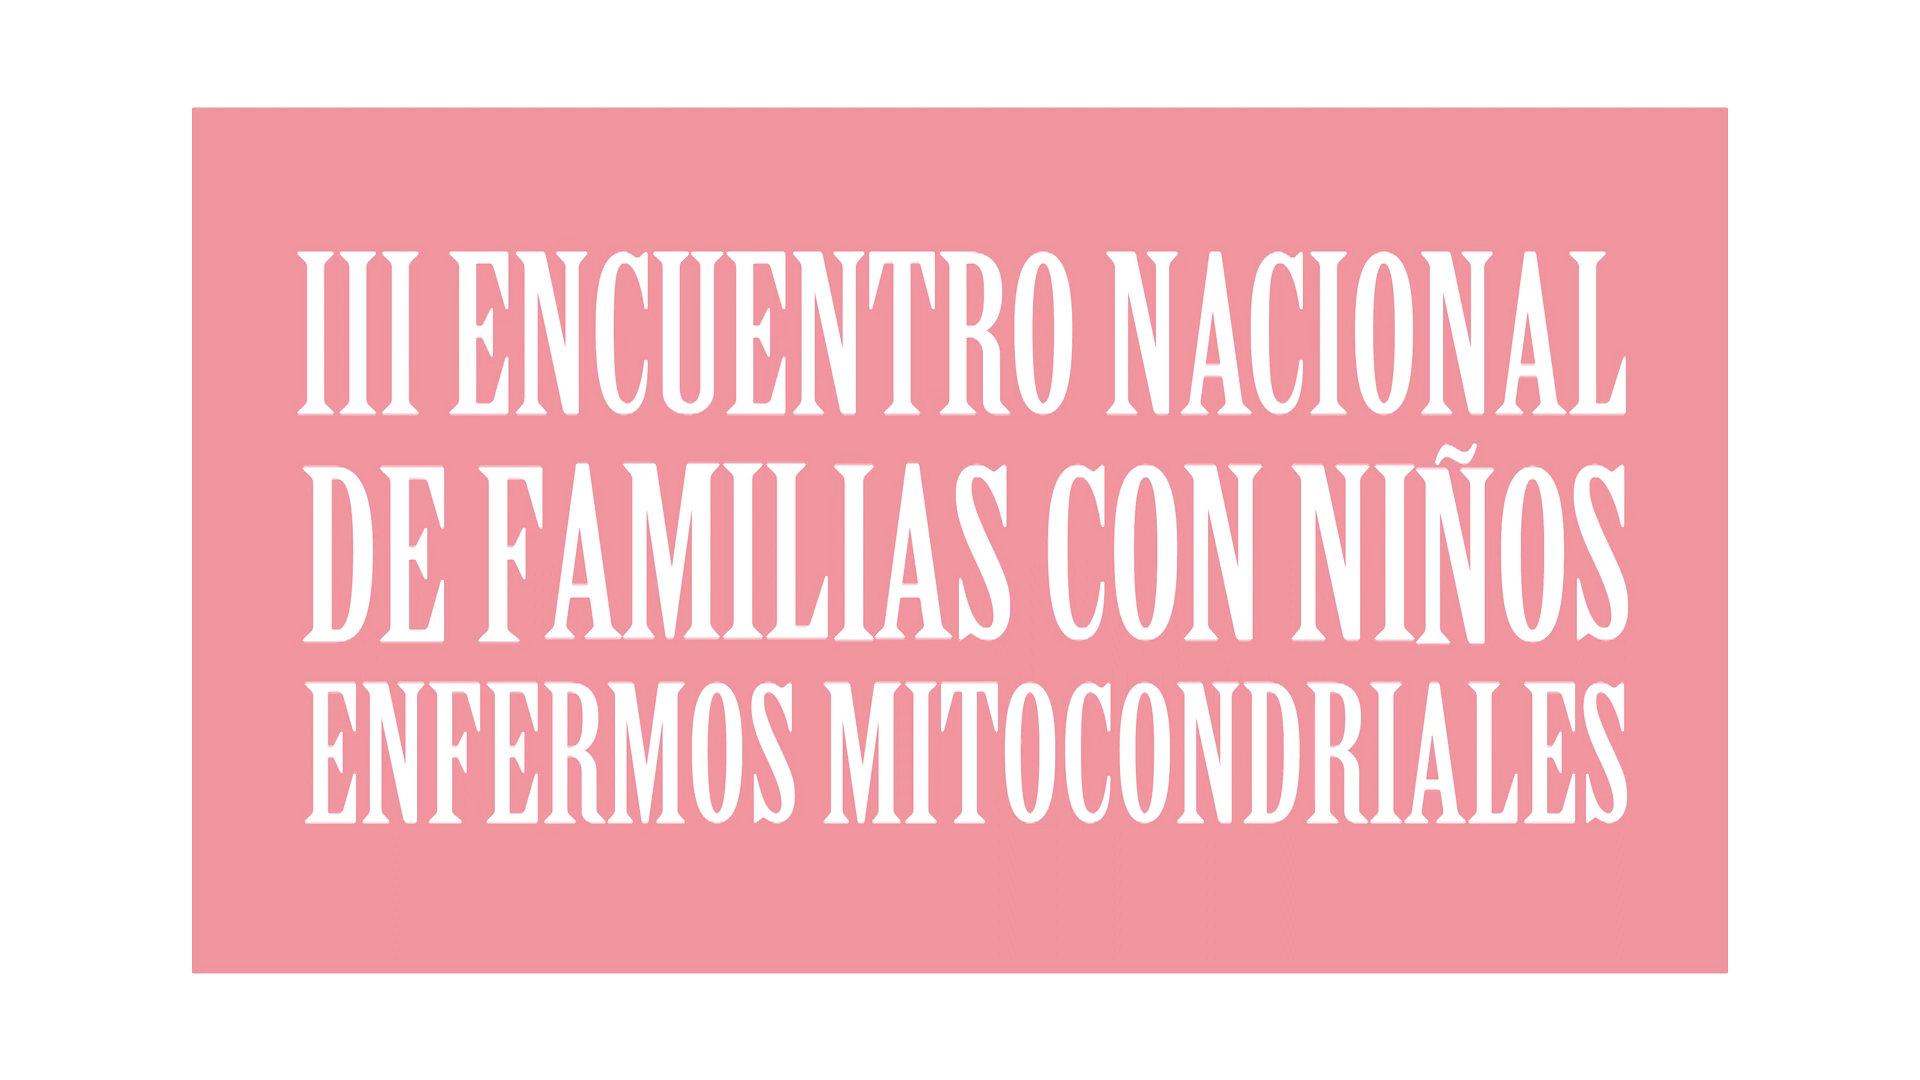 III ENCUENTRO NACIONAL
DE FAMILIAS CON NIÑOS
ENFERMOS MITOCONDRIALES